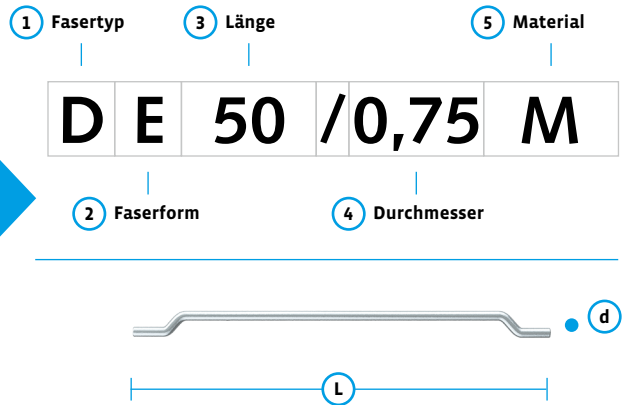 1 Fasertyp 3 Länge 5 Material
D E 50 /0,75 M
2 Faserform 4 Durchmesser
d
L